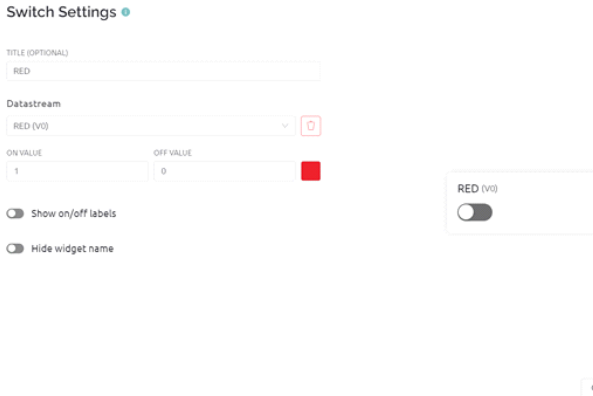 Switch Settings
TITLE (OPTIONAL)
RED
Datastream
RED (V0)
ON VALUE
OFF VALUE
1
0
Show on/off labels
Hide widget name
RED (V0)